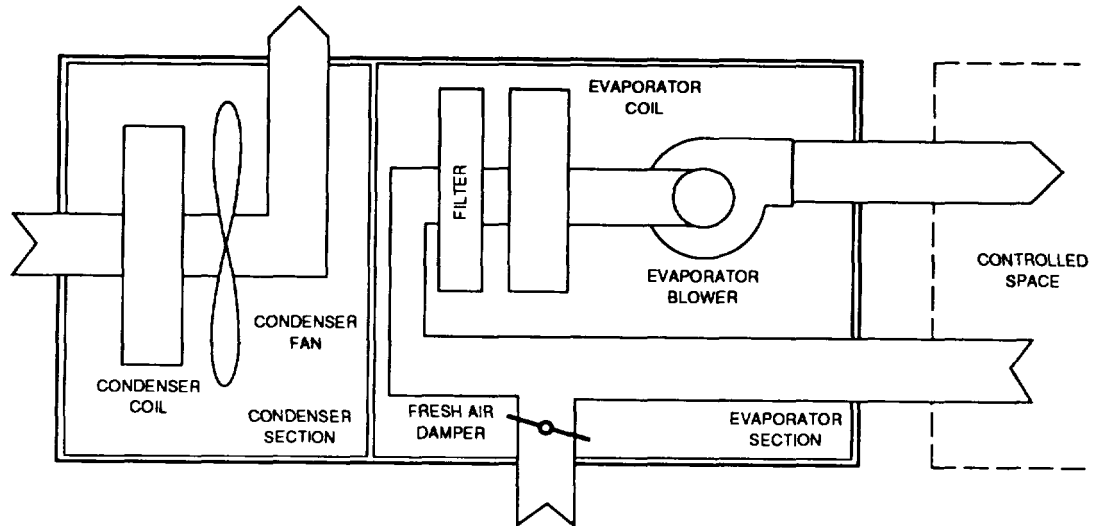 EVAPORATOR
COIL
FILTER
CONTROLLED
SPACE
EVAPORATOR
BLOWER
CONDENSER
FAN
CONDENSER
COIL
CONDENSER
SECTION
FRESH AIR
DAMPER
EVAPORATOR
SECTION